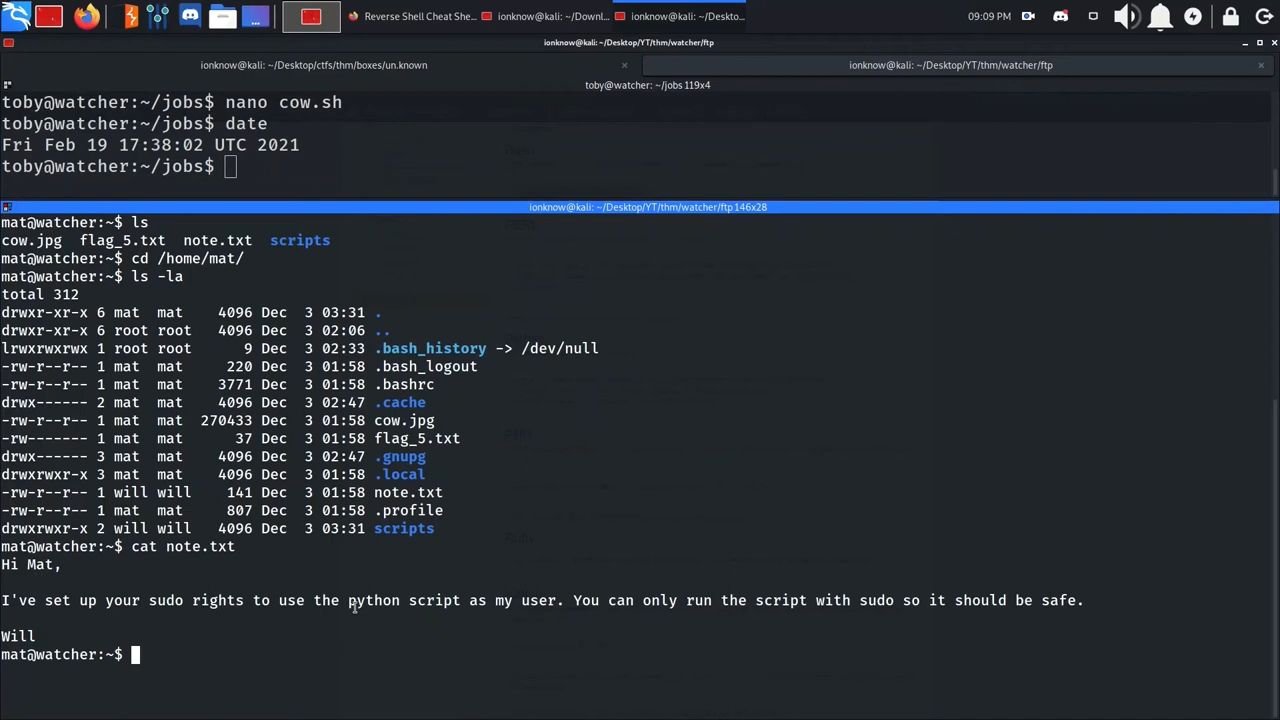 Reverse Shell Cheat She...
ionknow@kali: ~/Downl...
ionknow@kali: ~/Deskto...
09:09 PM
ionknow@kali: ~/Desktop/YT/thm/watcher/ftp
ionknow@kali: ~/Desktop/ctfs/thm/boxes/un.known
ionknow@kali: ~/Desktop/YT/thm/watcher/ftp
toby@watcher: ~/jobs 119x4
toby@watcher:~/jobs$ nano cow.sh
toby@watcher:~/jobs$ date
Fri Feb 19 17:38:02 UTC 2021
toby@watcher:~/jobs$
ionknow@kali: ~/Desktop/YT/thm/watcher/ftp 146x28
mat@watcher:~$ ls
cow.jpg  flag_5.txt  note.txt  scripts
mat@watcher:~$ cd /home/mat/
mat@watcher:~$ ls -la
total 312
drwxr-xr-x 6 mat  mat    4096 Dec  3 03:31 .
drwxr-xr-x 6 root root   4096 Dec  3 02:06 ..
lrwxrwxrwx 1 root root      9 Dec  3 02:33 .bash_history -> /dev/null
-rw-r--r-- 1 mat  mat     220 Dec  3 01:58 .bash_logout
-rw-r--r-- 1 mat  mat    3771 Dec  3 01:58 .bashrc
drwx------ 2 mat  mat    4096 Dec  3 02:47 .cache
-rw-r--r-- 1 mat  mat  270433 Dec  3 01:58 cow.jpg
-rw------- 1 mat  mat      37 Dec  3 01:58 flag_5.txt
drwx------ 3 mat  mat    4096 Dec  3 02:47 .gnupg
drwxrwxr-x 3 mat  mat    4096 Dec  3 01:58 .local
-rw-r--r-- 1 will will    141 Dec  3 01:58 note.txt
-rw-r--r-- 1 mat  mat     807 Dec  3 01:58 .profile
drwxrwxr-x 2 will will   4096 Dec  3 03:31 scripts
mat@watcher:~$ cat note.txt
Hi Mat,
I've set up your sudo rights to use the python script as my user. You can only run the script with sudo so it should be safe.
Will
mat@watcher:~$